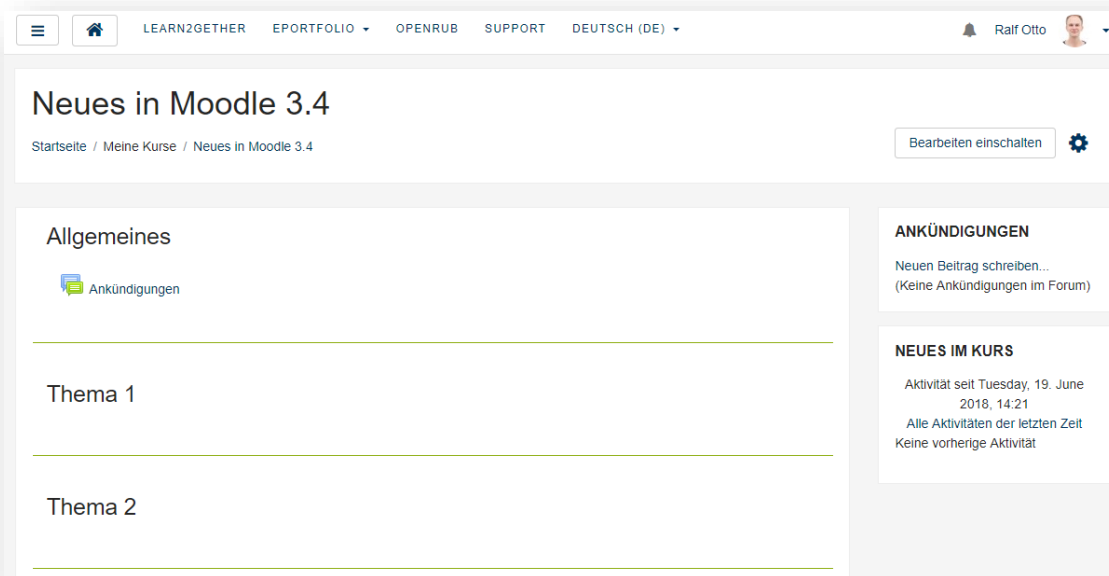 LEARN2GETHER EPORTFOLIO OPENRUB SUPPORT DEUTSCH (DE) Ralf Otto
Neues in Moodle 3.4
Startseite / Meine Kurse / Neues in Moodle 3.4
Bearbeiten einschalten
Allgemeines
Ankündigungen
Thema 1
Thema 2
ANKÜNDIGUNGEN
Neuen Beitrag schreiben...
(Keine Ankündigungen im Forum)
NEUES IM KURS
Aktivität seit Tuesday, 19. June
2018, 14:21
Alle Aktivitäten der letzten Zeit
Keine vorherige Aktivität